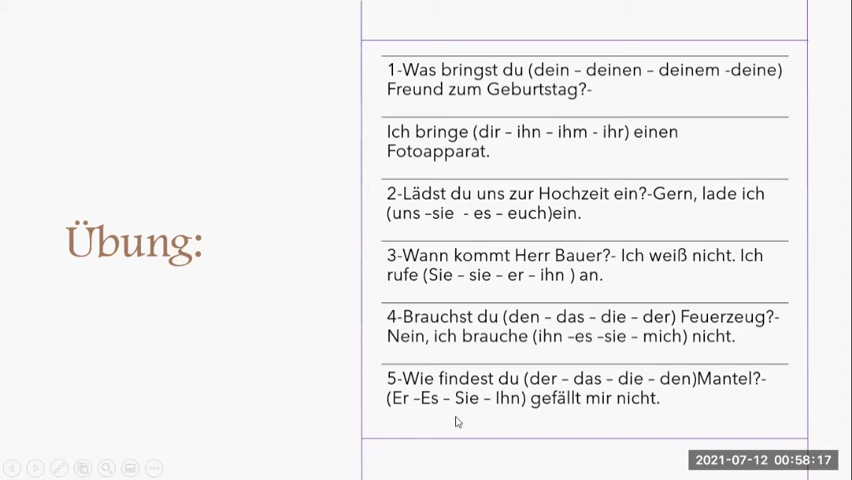 Übung:
1-Was bringst du (dein – deinen – deinem -deine)
Freund zum Geburtstag?-
Ich bringe (dir – ihn – ihm - ihr) einen
Fotoapparat.
2-Lädst du uns zur Hochzeit ein?-Gern, lade ich
(uns –sie  - es – euch)ein.
3-Wann kommt Herr Bauer?- Ich weiß nicht. Ich
rufe (Sie – sie – er – ihn ) an.
4-Brauchst du (den – das – die – der) Feuerzeug?-
Nein, ich brauche (ihn –es –sie – mich) nicht.
5-Wie findest du (der – das – die – den)Mantel?-
(Er –Es – Sie – Ihn) gefällt mir nicht.
2021-07-12 00:58:17